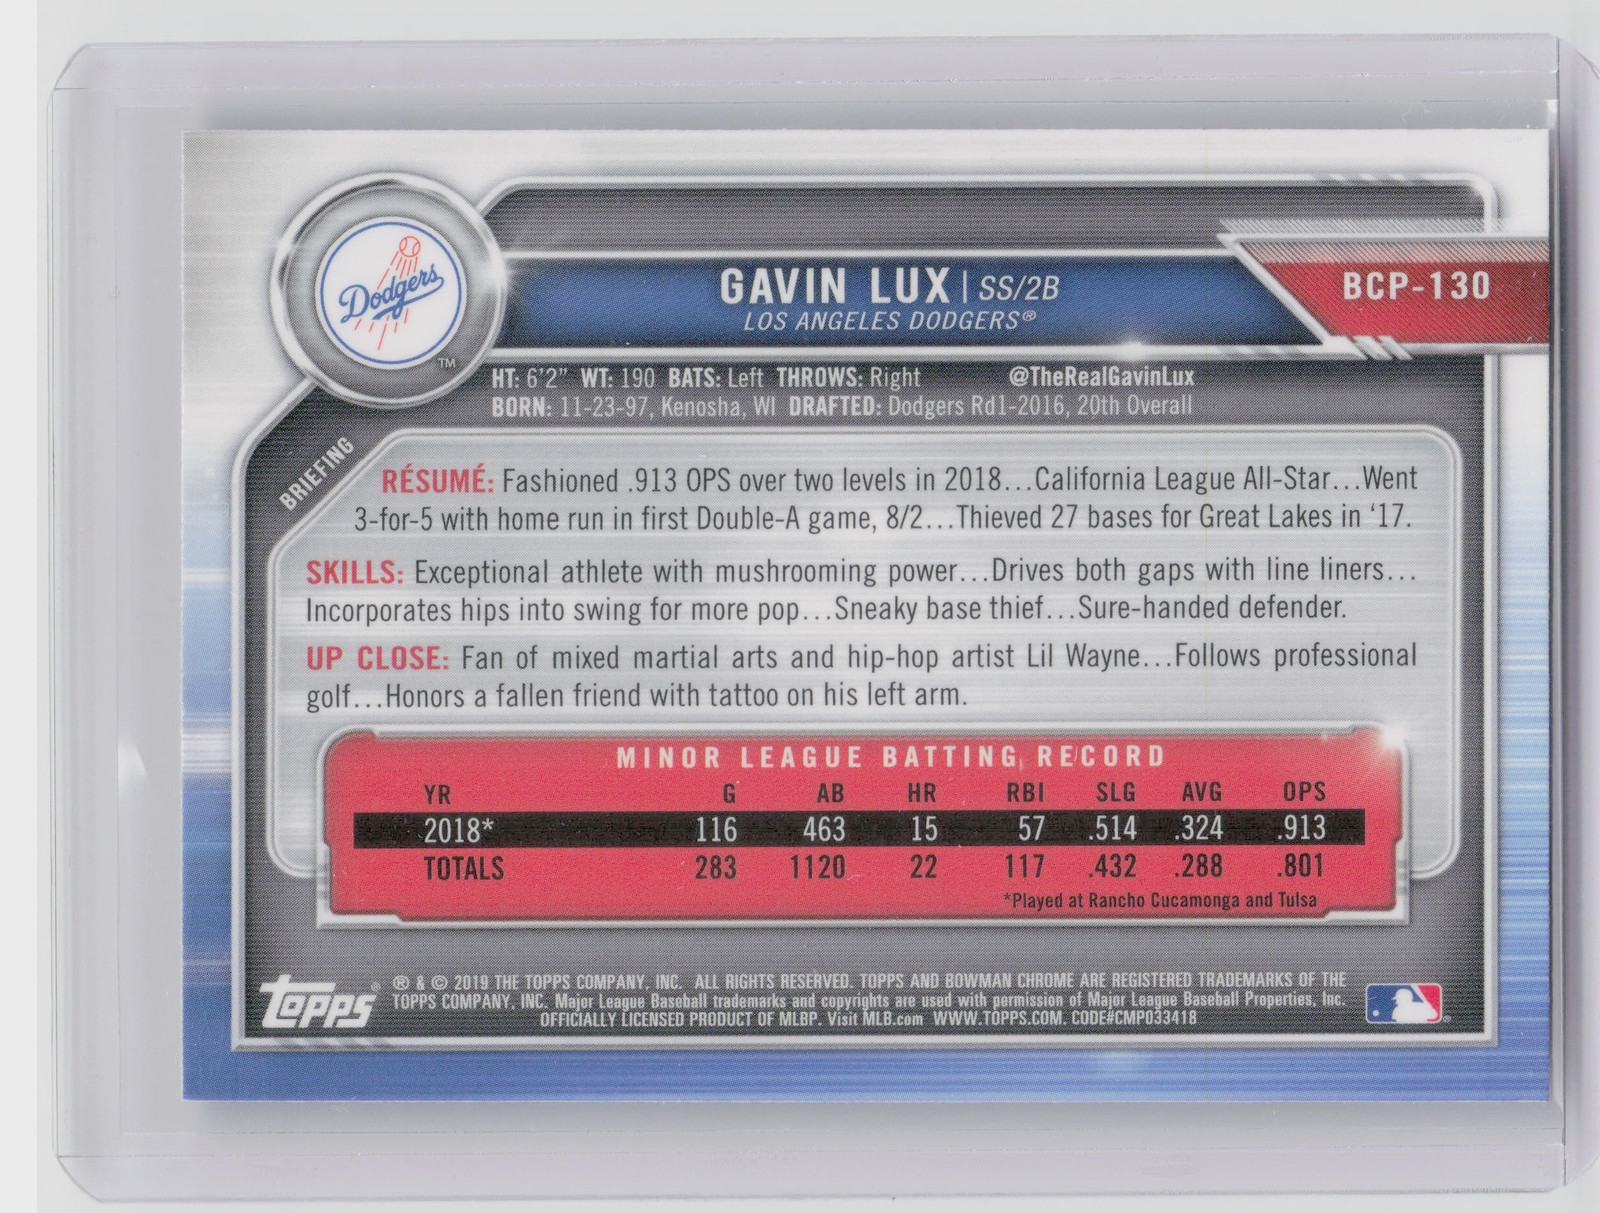 Dodgers
TM
GAVIN LUX | SS/2B
LOS ANGELES DODGERS®
BCP-130
HT: 6'2" WT: 190 BATS: Left THROWS: Right @TheRealGavinLux
BORN: 11-23-97, Kenosha, WI DRAFTED: Dodgers Rd1-2016, 20th Overall
BRIEFING
RÉSUMÉ: Fashioned .913 OPS over two levels in 2018...California League All-Star...Went
3-for-5 with home run in first Double-A game, 8/2...Thieved 27 bases for Great Lakes in '17.
SKILLS: Exceptional athlete with mushrooming power...Drives both gaps with line liners...
Incorporates hips into swing for more pop...Sneaky base thief...Sure-handed defender.
UP CLOSE: Fan of mixed martial arts and hip-hop artist Lil Wayne...Follows professional
golf...Honors a fallen friend with tattoo on his left arm.
MINOR LEAGUE BATTING RECORD
YR G AB HR RBI SLG AVG OPS
2018* 116 463 15 57 .514 .324 .913
TOTALS 283 1120 22 117 .432 .288 .801
*Played at Rancho Cucamonga and Tulsa
topps®
® & © 2019 THE TOPPS COMPANY, INC. ALL RIGHTS RESERVED. TOPPS AND BOWMAN CHROME ARE REGISTERED TRADEMARKS OF THE
TOPPS COMPANY, INC. Major League Baseball trademarks and copyrights are used with permission of Major League Baseball Properties, Inc.
OFFICIALLY LICENSED PRODUCT OF MLBP. Visit MLB.com WWW.TOPPS.COM. CODE#CMP033418